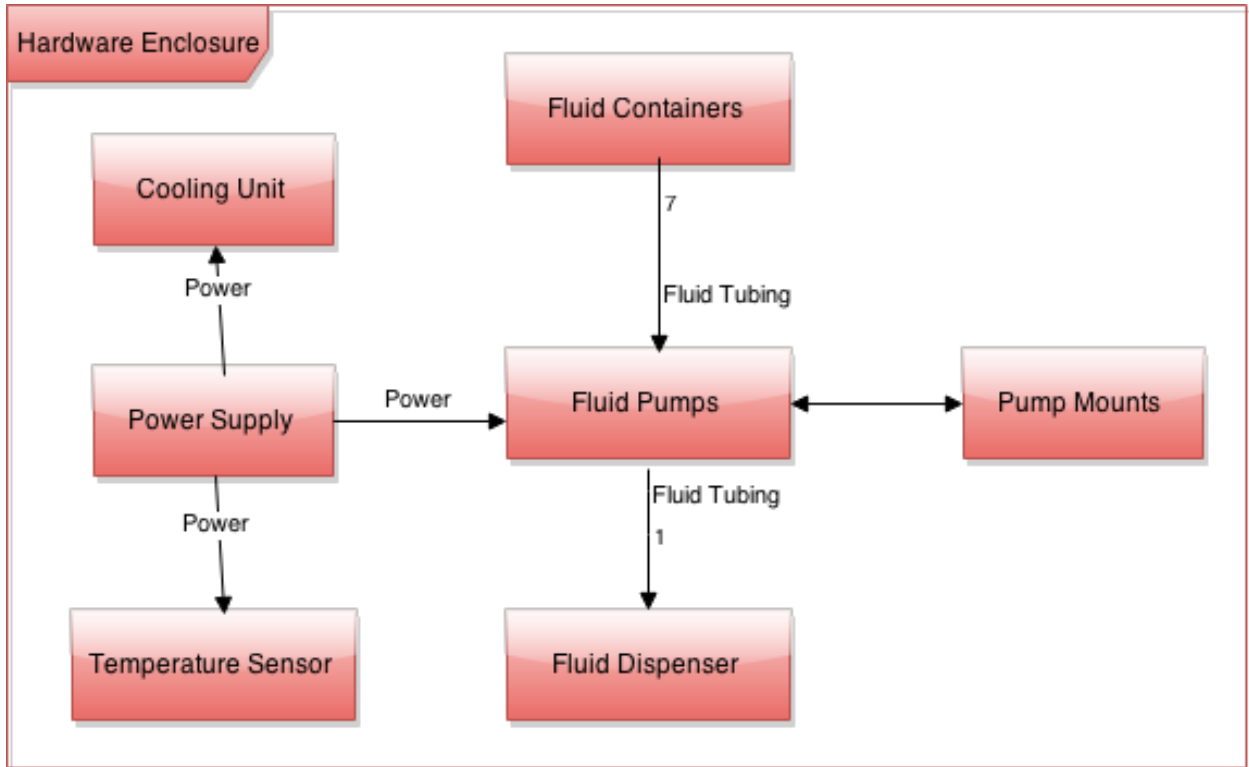 Hardware Enclosure
Fluid Containers
Cooling Unit
7
Power
Fluid Tubing
Power Supply
Power
Fluid Pumps
Pump Mounts
Fluid Tubing
Power
1
Temperature Sensor
Fluid Dispenser